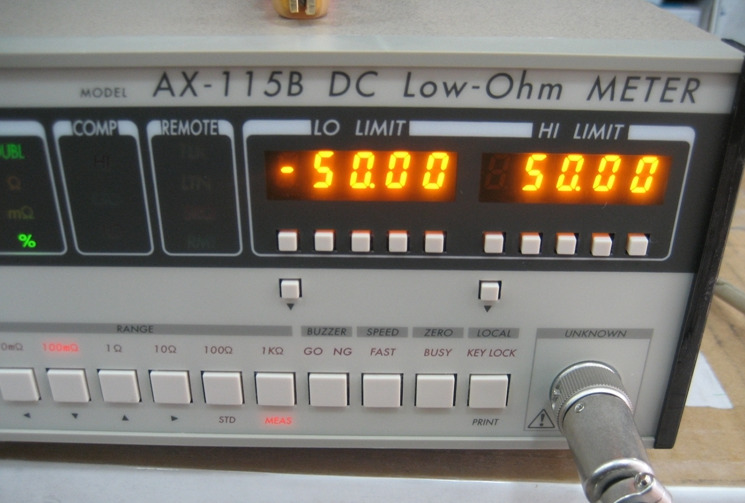 MODEL AX-115B DC Low-Ohm METER
COMP REMOTE LO LIMIT HI LIMIT
HI
-50.00 50.00
Ω
mΩ
%
RANGE BUZZER SPEED ZERO LOCAL UNKNOWN
100mΩ 1Ω 10Ω 100Ω 1KΩ GO NG FAST BUSY KEY LOCK
STD MEAS PRINT